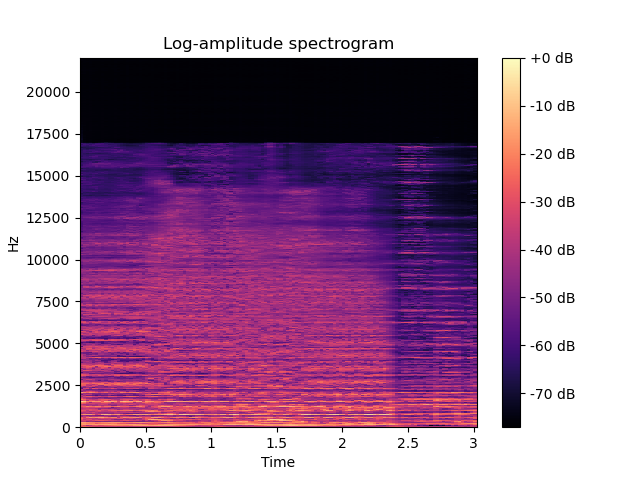 Log-amplitude spectrogram
20000
17500
15000
12500
10000
7500
5000
2500
0
Hz
0 0.5 1 1.5 2 2.5 3
Time
+0 dB
-10 dB
-20 dB
-30 dB
-40 dB
-50 dB
-60 dB
-70 dB